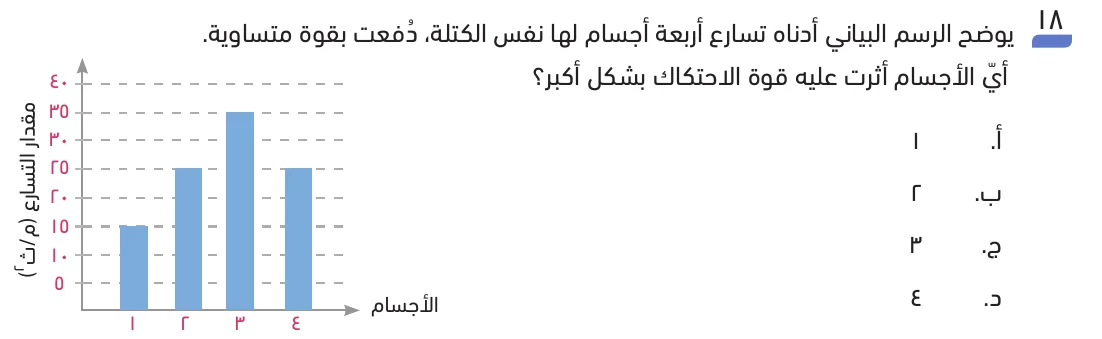 ١٨
يوضح الرسم البياني أدناه تسارع أربعة أجسام لها نفس الكتلة، دُفعت بقوة متساوية.
أيّ الأجسام أثرت عليه قوة الاحتكاك بشكل أكبر؟
أ. ١
ب. ٢
ج. ٣
د. ٤
مقدار التسارع (م/ث٢)
٤٠
٣٥
٣٠
٢٥
٢٠
١٥
١٠
٥
١ ٢ ٣ ٤
الأجسام